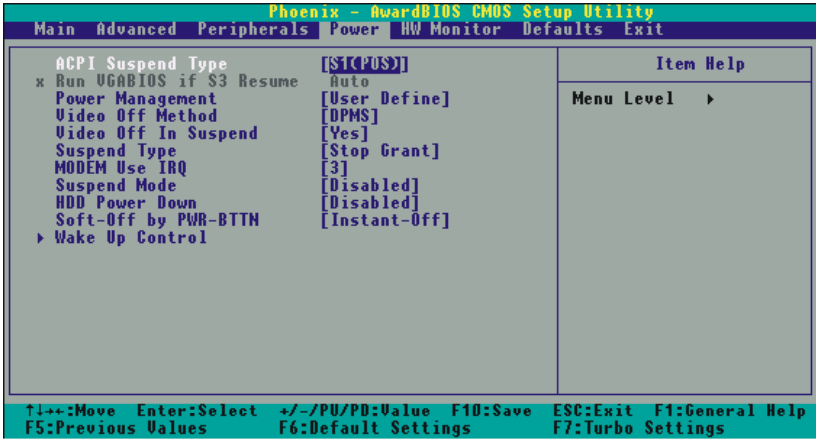 Phoenix - AwardBIOS CMOS Setup Utility
Main Advanced Peripherals Power HW Monitor Defaults Exit
ACPI Suspend Type [S1(POS)]
x Run VGABIOS if S3 Resume Auto
Power Management [User Define]
Video Off Method [DPMS]
Video Off In Suspend [Yes]
Suspend Type [Stop Grant]
MODEM Use IRQ [3]
Suspend Mode [Disabled]
HDD Power Down [Disabled]
Soft-Off by PWR-BTTN [Instant-Off]
▸ Wake Up Control
Item Help
Menu Level ▸
↑↓→←:Move Enter:Select +/-/PU/PD:Value F10:Save ESC:Exit F1:General Help
F5:Previous Values F6:Default Settings F7:Turbo Settings